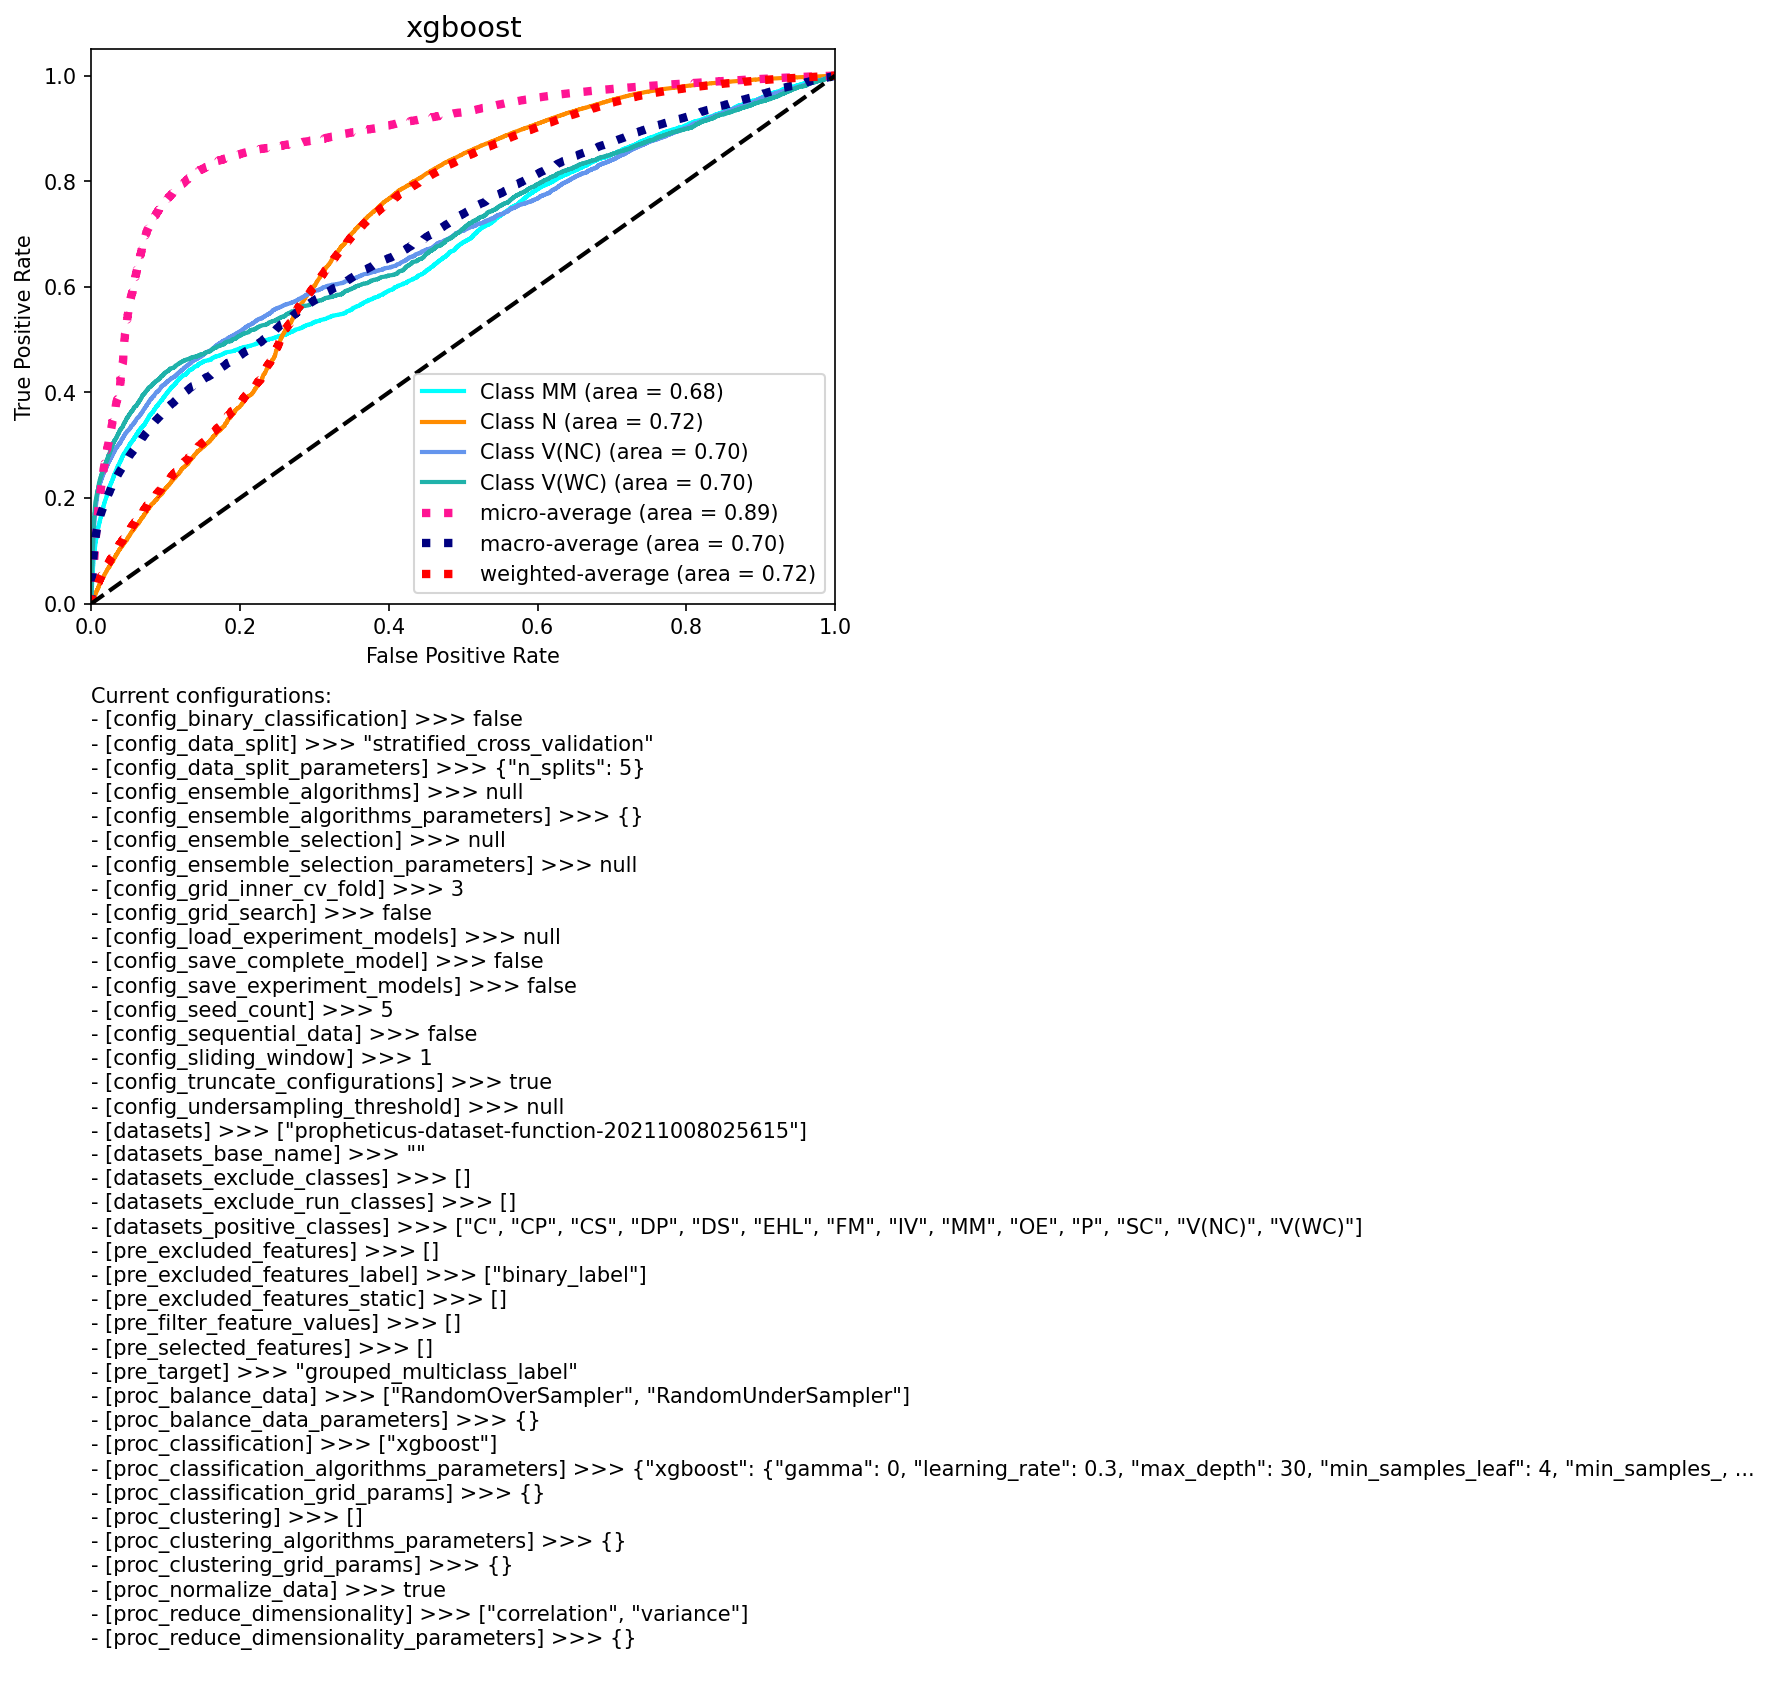 xgboost
1.0
0.8
0.6
0.4
0.2
0.0
True Positive Rate
Class MM (area = 0.68)
Class N (area = 0.72)
Class V(NC) (area = 0.70)
Class V(WC) (area = 0.70)
micro-average (area = 0.89)
macro-average (area = 0.70)
weighted-average (area = 0.72)
0.0 0.2 0.4 0.6 0.8 1.0
False Positive Rate
Current configurations:
- [config_binary_classification] >>> false
- [config_data_split] >>> "stratified_cross_validation"
- [config_data_split_parameters] >>> {"n_splits": 5}
- [config_ensemble_algorithms] >>> null
- [config_ensemble_algorithms_parameters] >>> {}
- [config_ensemble_selection] >>> null
- [config_ensemble_selection_parameters] >>> null
- [config_grid_inner_cv_fold] >>> 3
- [config_grid_search] >>> false
- [config_load_experiment_models] >>> null
- [config_save_complete_model] >>> false
- [config_save_experiment_models] >>> false
- [config_seed_count] >>> 5
- [config_sequential_data] >>> false
- [config_sliding_window] >>> 1
- [config_truncate_configurations] >>> true
- [config_undersampling_threshold] >>> null
- [datasets] >>> ["propheticus-dataset-function-20211008025615"]
- [datasets_base_name] >>> ""
- [datasets_exclude_classes] >>> []
- [datasets_exclude_run_classes] >>> []
- [datasets_positive_classes] >>> ["C", "CP", "CS", "DP", "DS", "EHL", "FM", "IV", "MM", "OE", "P", "SC", "V(NC)", "V(WC)"]
- [pre_excluded_features] >>> []
- [pre_excluded_features_label] >>> ["binary_label"]
- [pre_excluded_features_static] >>> []
- [pre_filter_feature_values] >>> []
- [pre_selected_features] >>> []
- [pre_target] >>> "grouped_multiclass_label"
- [proc_balance_data] >>> ["RandomOverSampler", "RandomUnderSampler"]
- [proc_balance_data_parameters] >>> {}
- [proc_classification] >>> ["xgboost"]
- [proc_classification_algorithms_parameters] >>> {"xgboost": {"gamma": 0, "learning_rate": 0.3, "max_depth": 30, "min_samples_leaf": 4, "min_samples_, ...
- [proc_classification_grid_params] >>> {}
- [proc_clustering] >>> []
- [proc_clustering_algorithms_parameters] >>> {}
- [proc_clustering_grid_params] >>> {}
- [proc_normalize_data] >>> true
- [proc_reduce_dimensionality] >>> ["correlation", "variance"]
- [proc_reduce_dimensionality_parameters] >>> {}